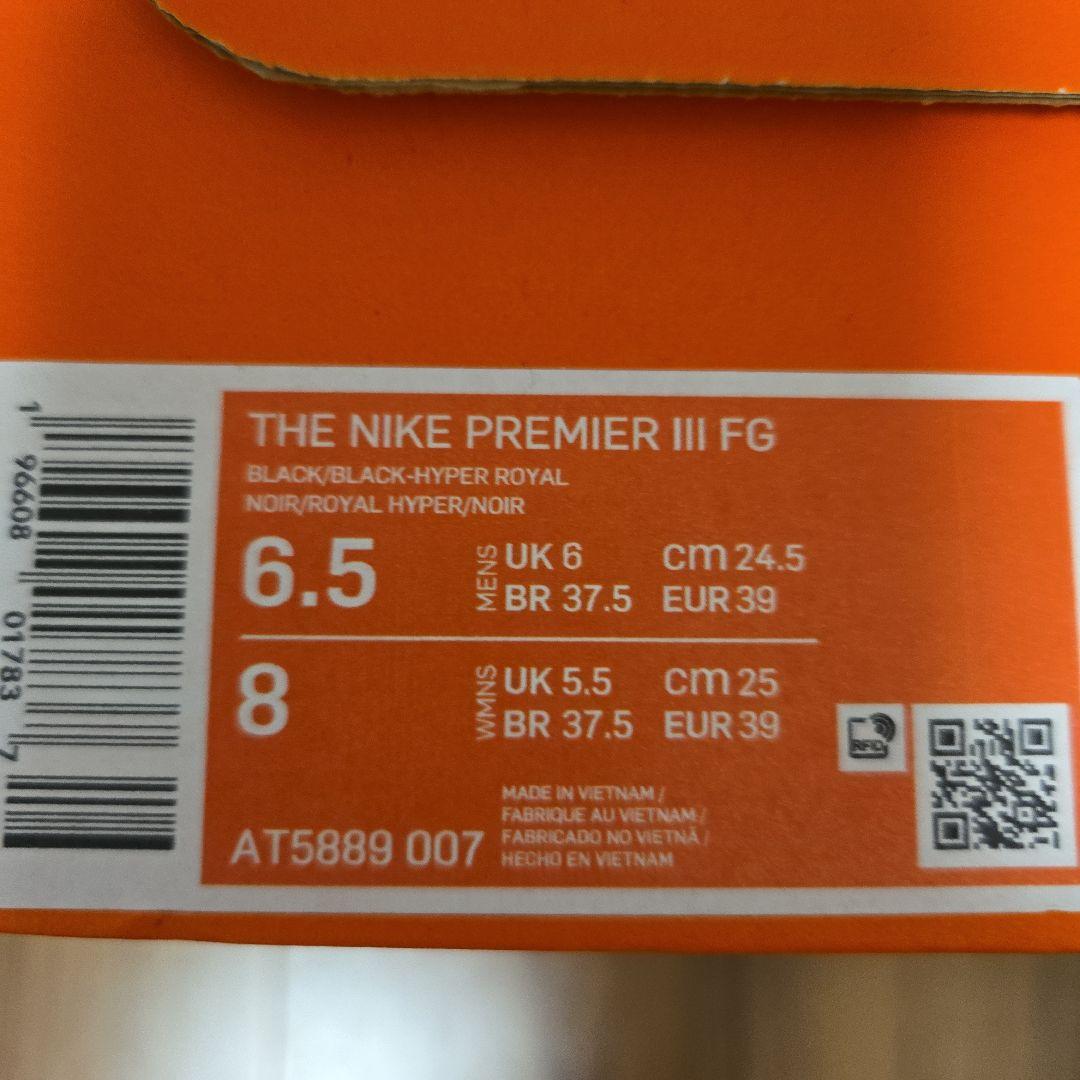 THE NIKE PREMIER III FG
BLACK/BLACK-HYPER ROYAL
NOIR/ROYAL HYPER/NOIR
6.5 MENS UK 6 cm 24.5
BR 37.5 EUR 39
8 WMNS UK 5.5 cm 25
BR 37.5 EUR 39
MADE IN VIETNAM /
FABRIQUE AU VIETNAM /
FABRICADO NO VIETNÃ /
HECHO EN VIETNAM
AT5889 007
RFID
1 96608 01783 7